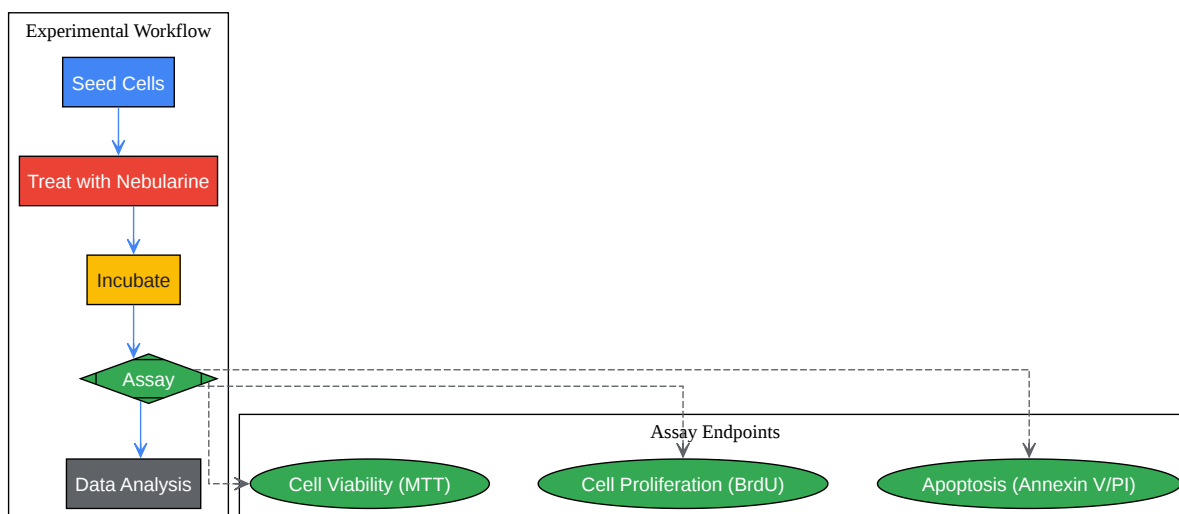 Experimental Workflow
Seed Cells
Treat with Nebularine
Incubate
Assay
Data Analysis
Assay Endpoints
Cell Viability (MTT)
Cell Proliferation (BrdU)
Apoptosis (Annexin V/PI)